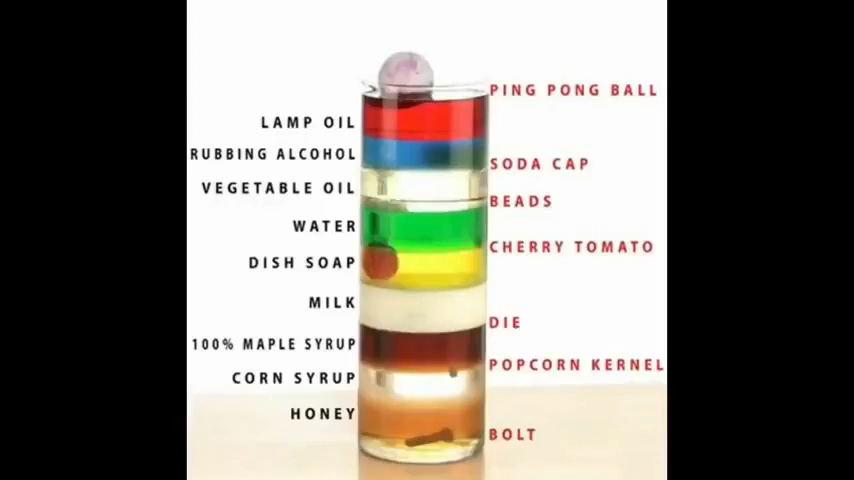 PING PONG BALL
LAMP OIL
RUBBING ALCOHOL
SODA CAP
VEGETABLE OIL
BEADS
WATER
CHERRY TOMATO
DISH SOAP
MILK
DIE
100% MAPLE SYRUP
POPCORN KERNEL
CORN SYRUP
HONEY
BOLT